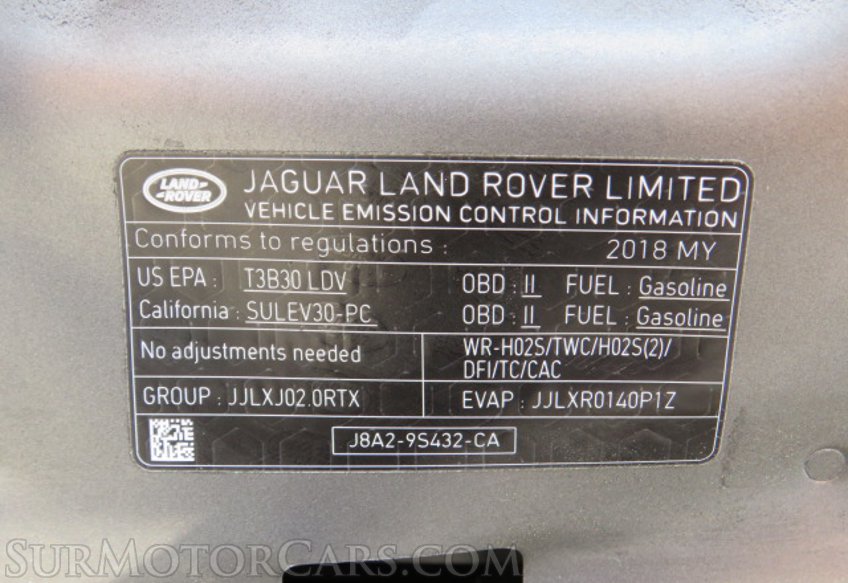 LAND-
-ROVER
JAGUAR LAND ROVER LIMITED
VEHICLE EMISSION CONTROL INFORMATION
Conforms to regulations : 2018 MY
US EPA : T3B30 LDV OBD : II FUEL : Gasoline
California : SULEV30-PC OBD : II FUEL : Gasoline
No adjustments needed
WR-HO2S/TWC/HO2S(2)/
DFI/TC/CAC
GROUP : JJLXJ02.0RTX EVAP : JJLXR0140P1Z
J8A2-9S432-CA
SurMotorCars.com